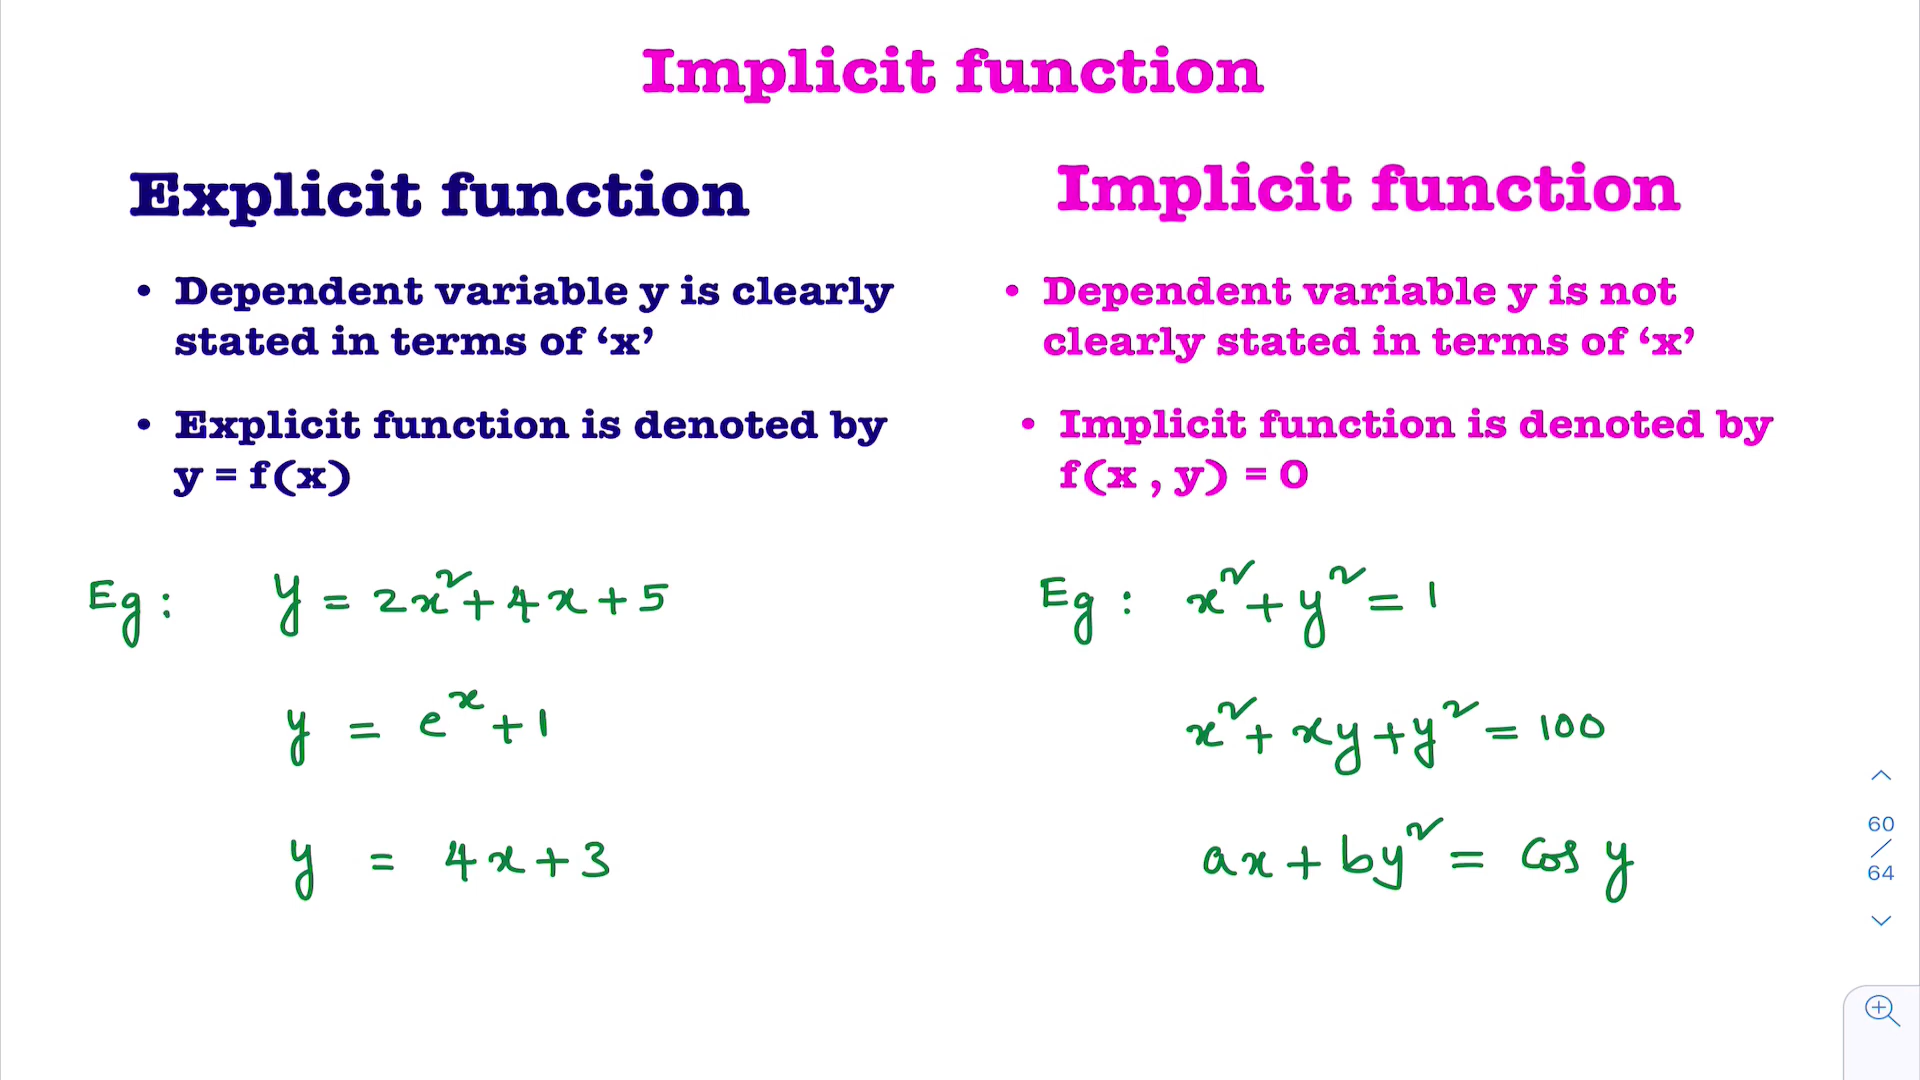 Implicit function
Explicit function
• Dependent variable y is clearly
stated in terms of ‘x’
• Explicit function is denoted by
y = f(x)
Eg : y = 2x² + 4x + 5
y = eˣ + 1
y = 4x + 3
Implicit function
• Dependent variable y is not
clearly stated in terms of ‘x’
• Implicit function is denoted by
f(x , y) = 0
Eg : x² + y² = 1
x² + xy + y² = 100
ax + by² = cos y
60
/
64